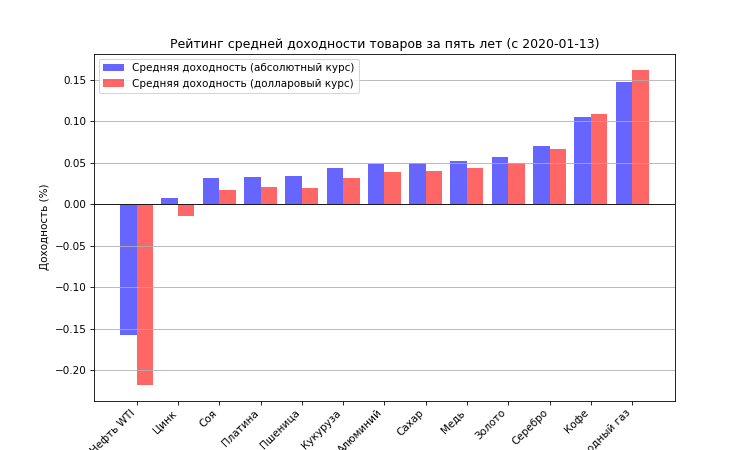 Рейтинг средней доходности товаров за пять лет (с 2020-01-13)
Средняя доходность (абсолютный курс)
Средняя доходность (долларовый курс)
Доходность (%)
0.15
0.10
0.05
0.00
−0.05
−0.10
−0.15
−0.20
Нефть WTI
Цинк
Соя
Платина
Пшеница
Кукуруза
Алюминий
Сахар
Медь
Золото
Серебро
Кофе
газ